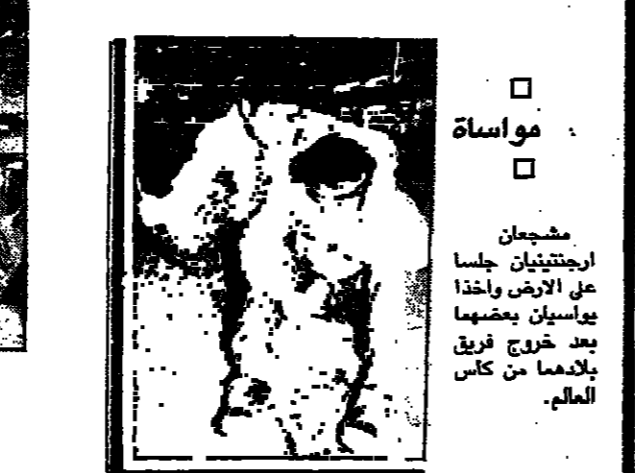 مواساة
مشجعان
ارجنتينيان جلسا
على الارض واخذا
يواسيان بعضهما
بعد خروج فريق
بلادهما من كاس
العالم.